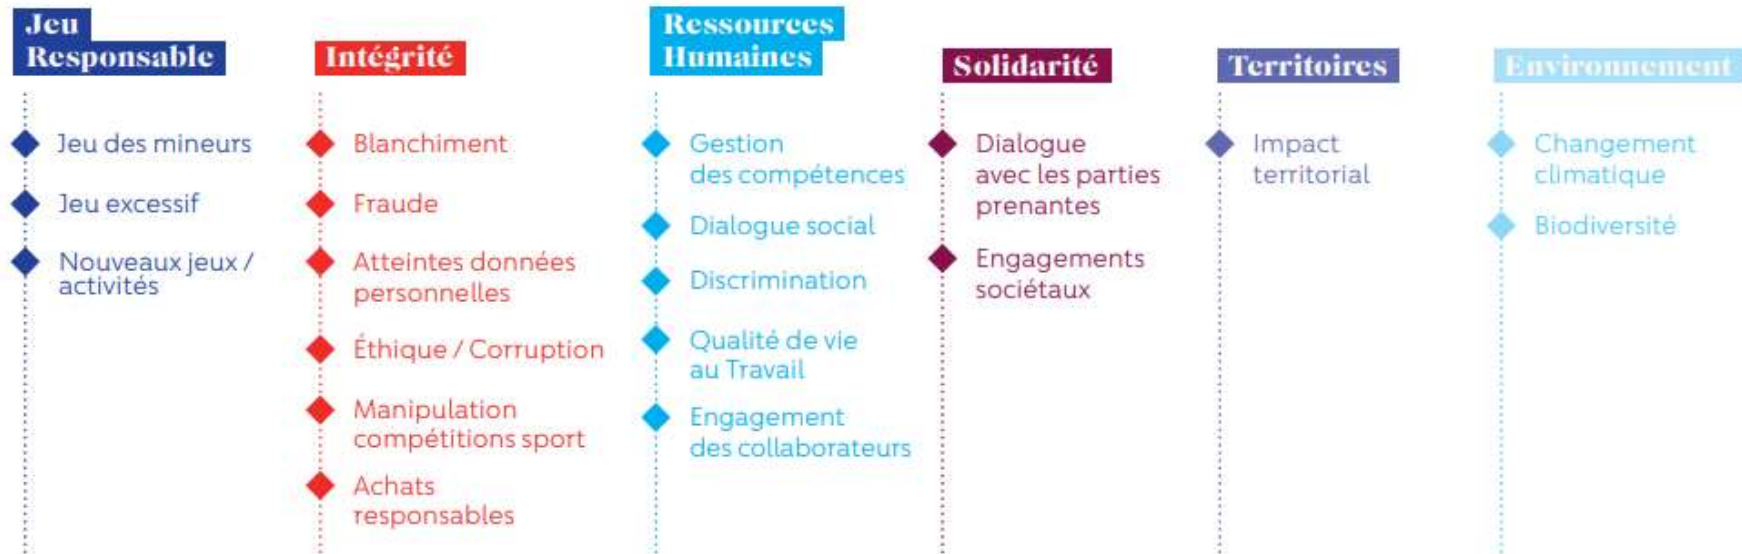 Jeu
Responsable
Jeu des mineurs
Jeu excessif
Nouveaux jeux /
activités
Intégrité
Blanchiment
Fraude
Atteintes données
personnelles
Éthique / Corruption
Manipulation
compétitions sport
Achats
responsables
Ressources
Humaines
Gestion
des compétences
Dialogue social
Discrimination
Qualité de vie
au Travail
Engagement
des collaborateurs
Solidarité
Dialogue
avec les parties
prenantes
Engagements
sociétaux
Territoires
Impact
territorial
Environnement
Changement
climatique
Biodiversité